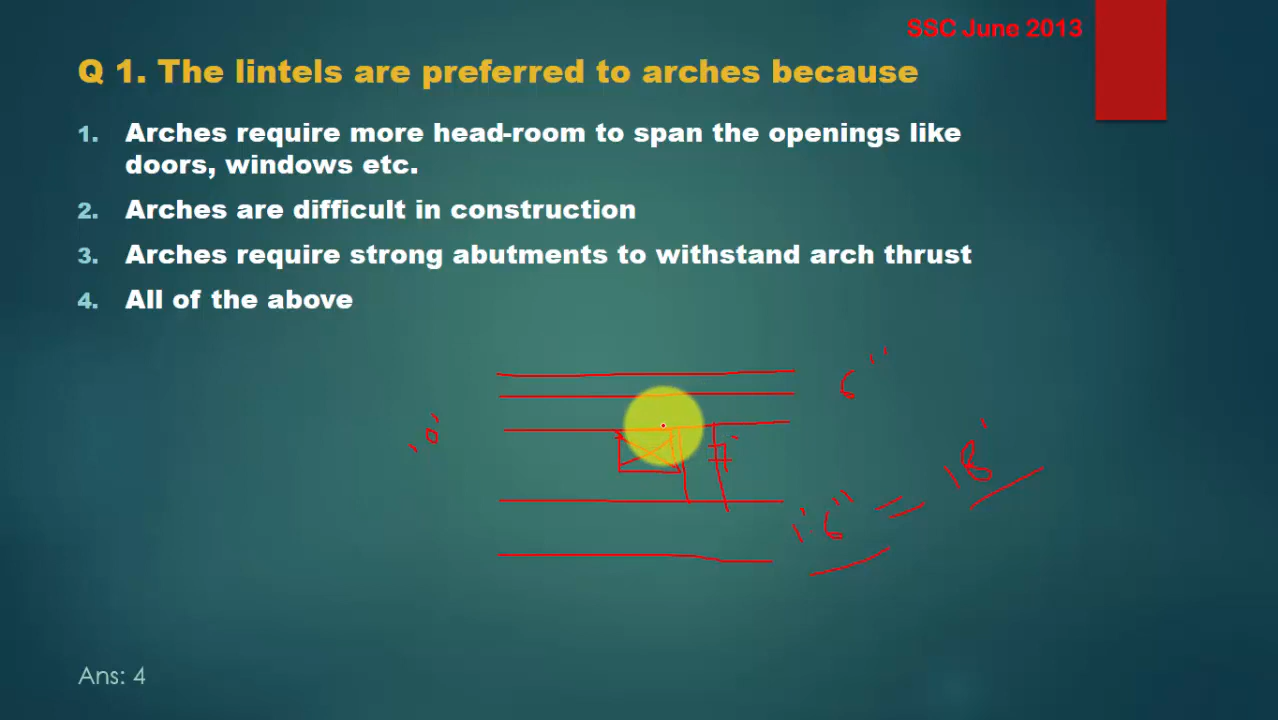 SSC June 2013
Q 1. The lintels are preferred to arches because
1. Arches require more head-room to span the openings like
doors, windows etc.
2. Arches are difficult in construction
3. Arches require strong abutments to withstand arch thrust
4. All of the above
Ans: 4